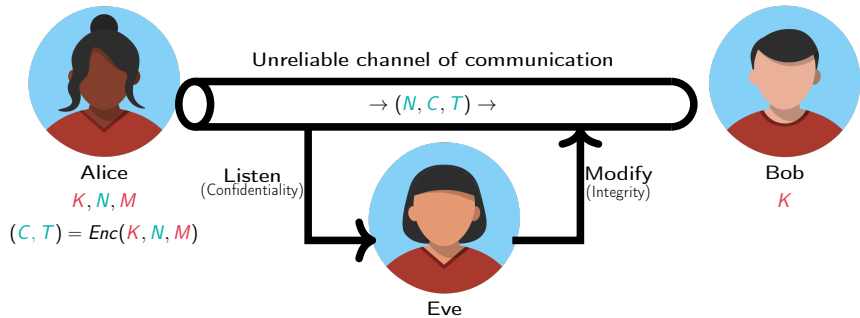 Unreliable channel of communication
→ (N, C, T) →
Alice
K, N, M
(C, T) = Enc(K, N, M)
Listen
(Confidentiality)
Modify
(Integrity)
Bob
K
Eve